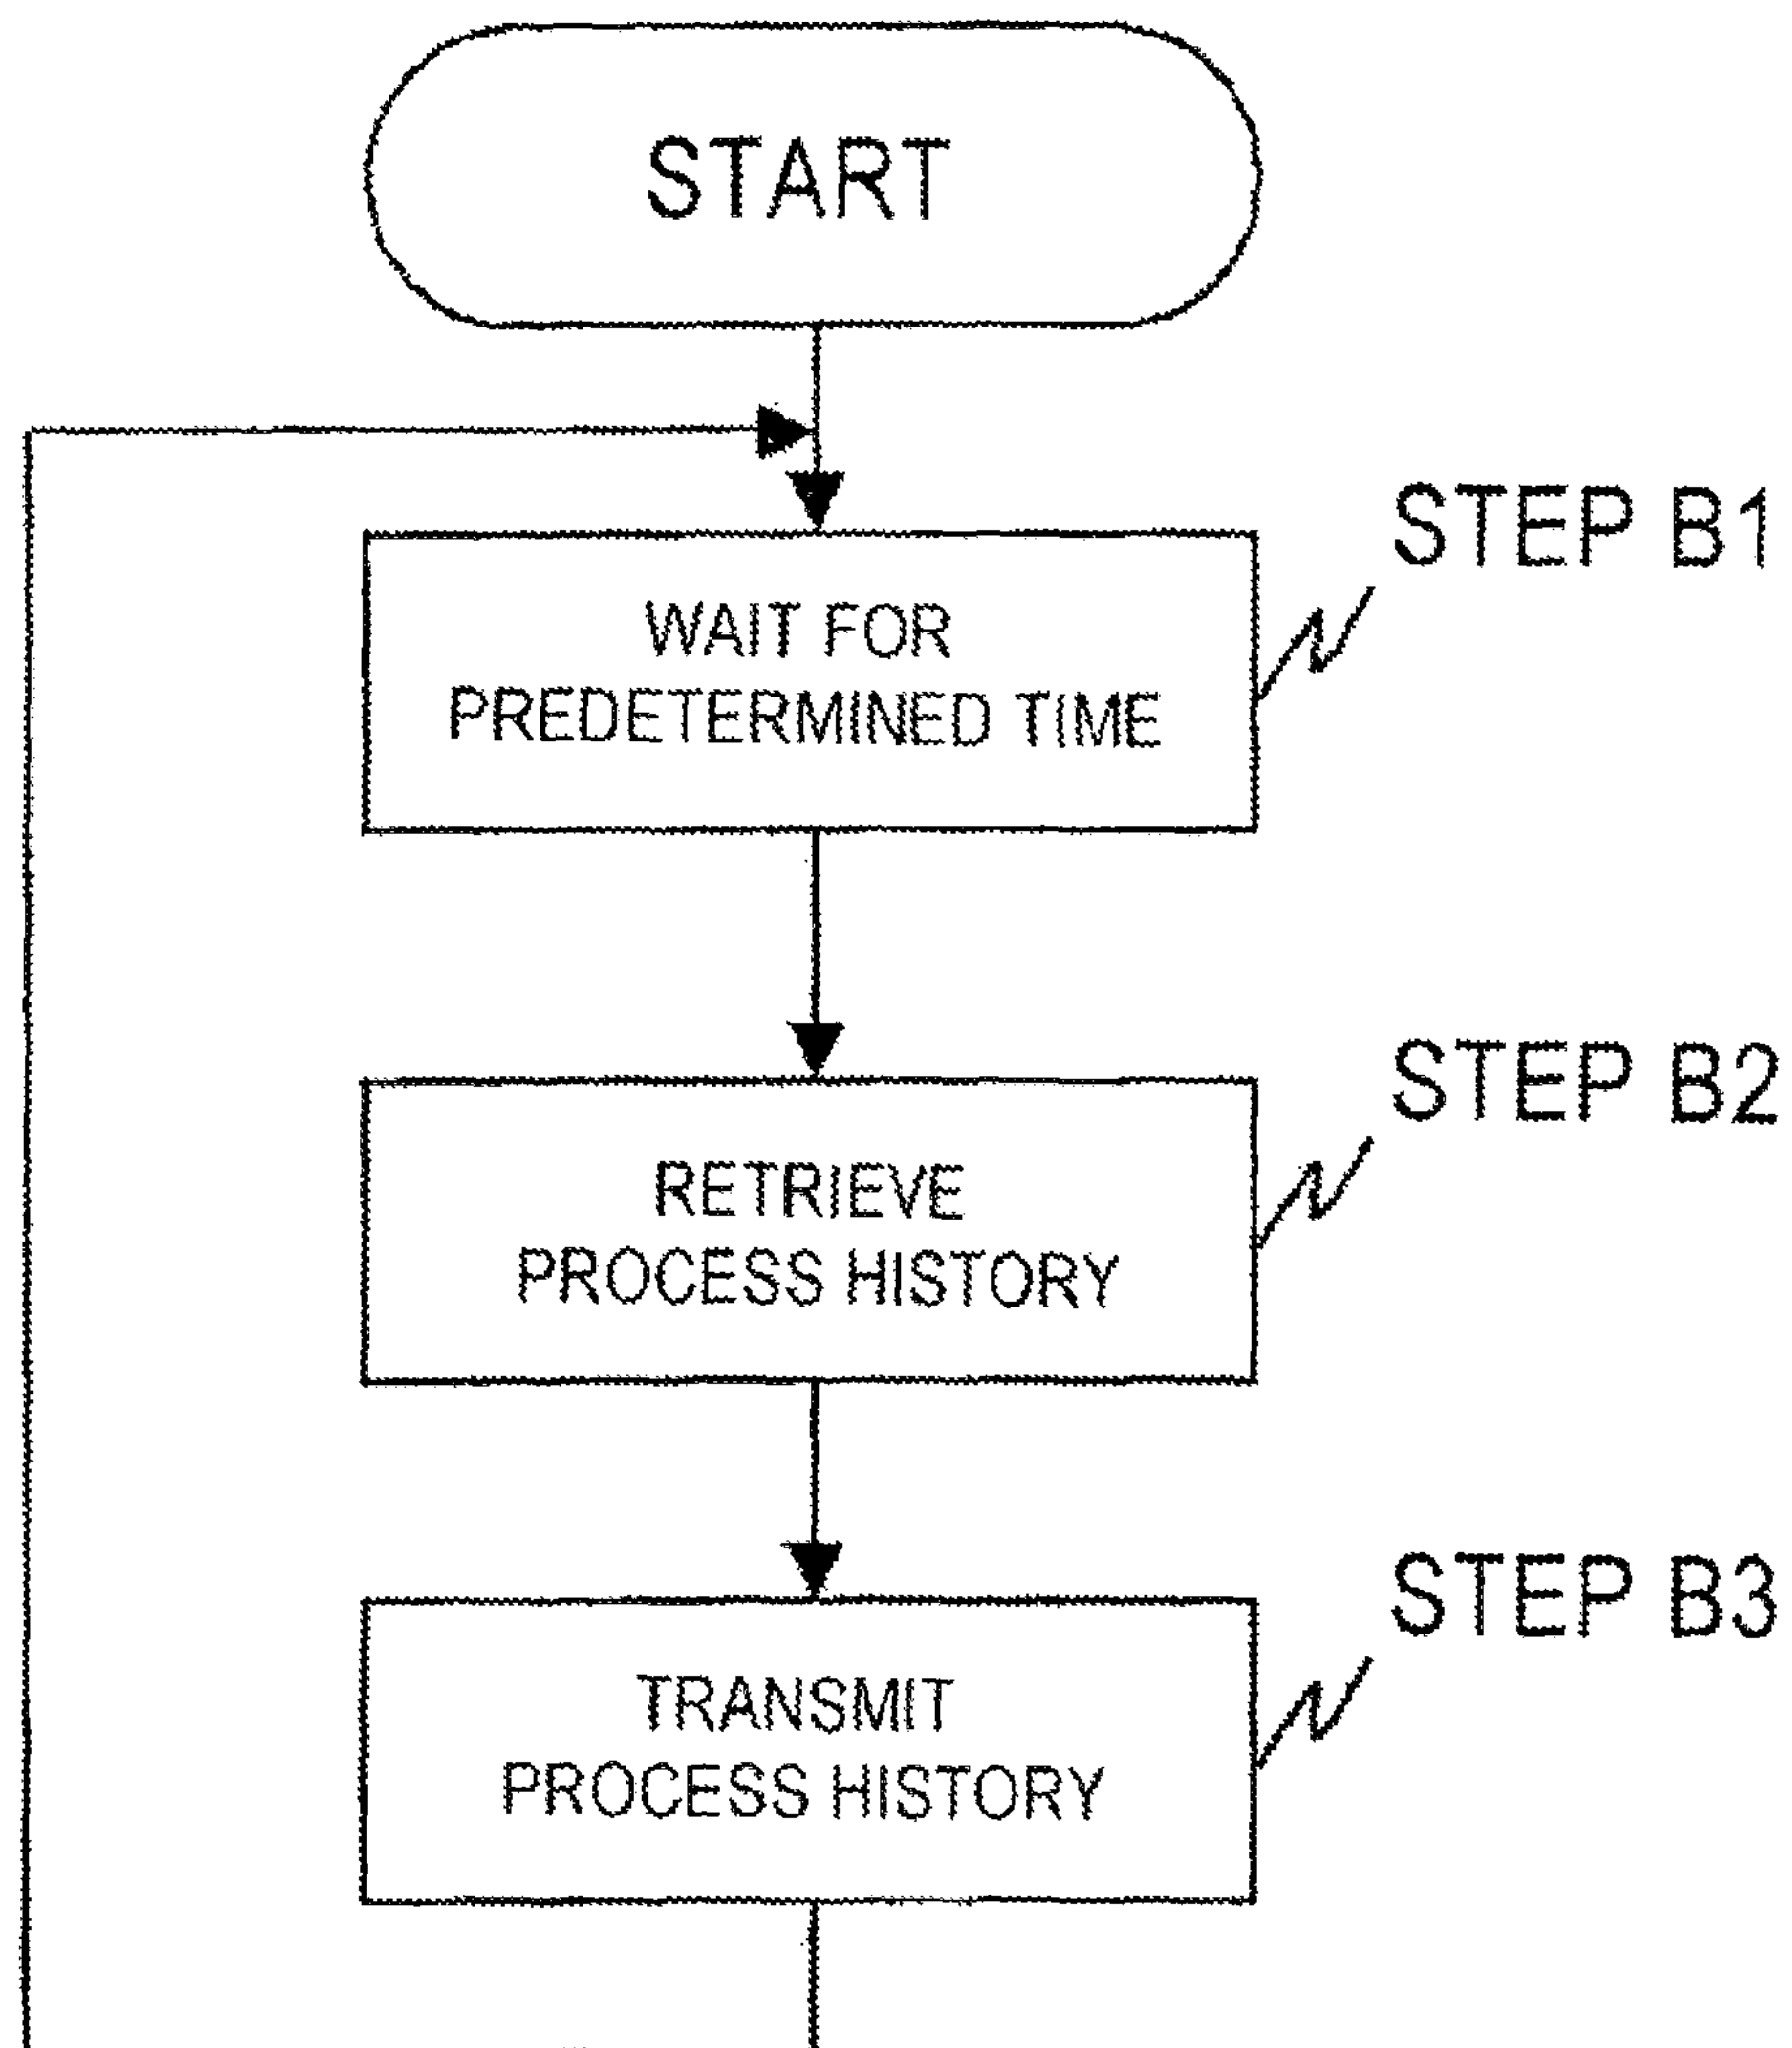 START
STEP B1
WAIT FOR
PREDETERMINED TIME
STEP B2
RETRIEVE
PROCESS HISTORY
STEP B3
TRANSMIT
PROCESS HISTORY